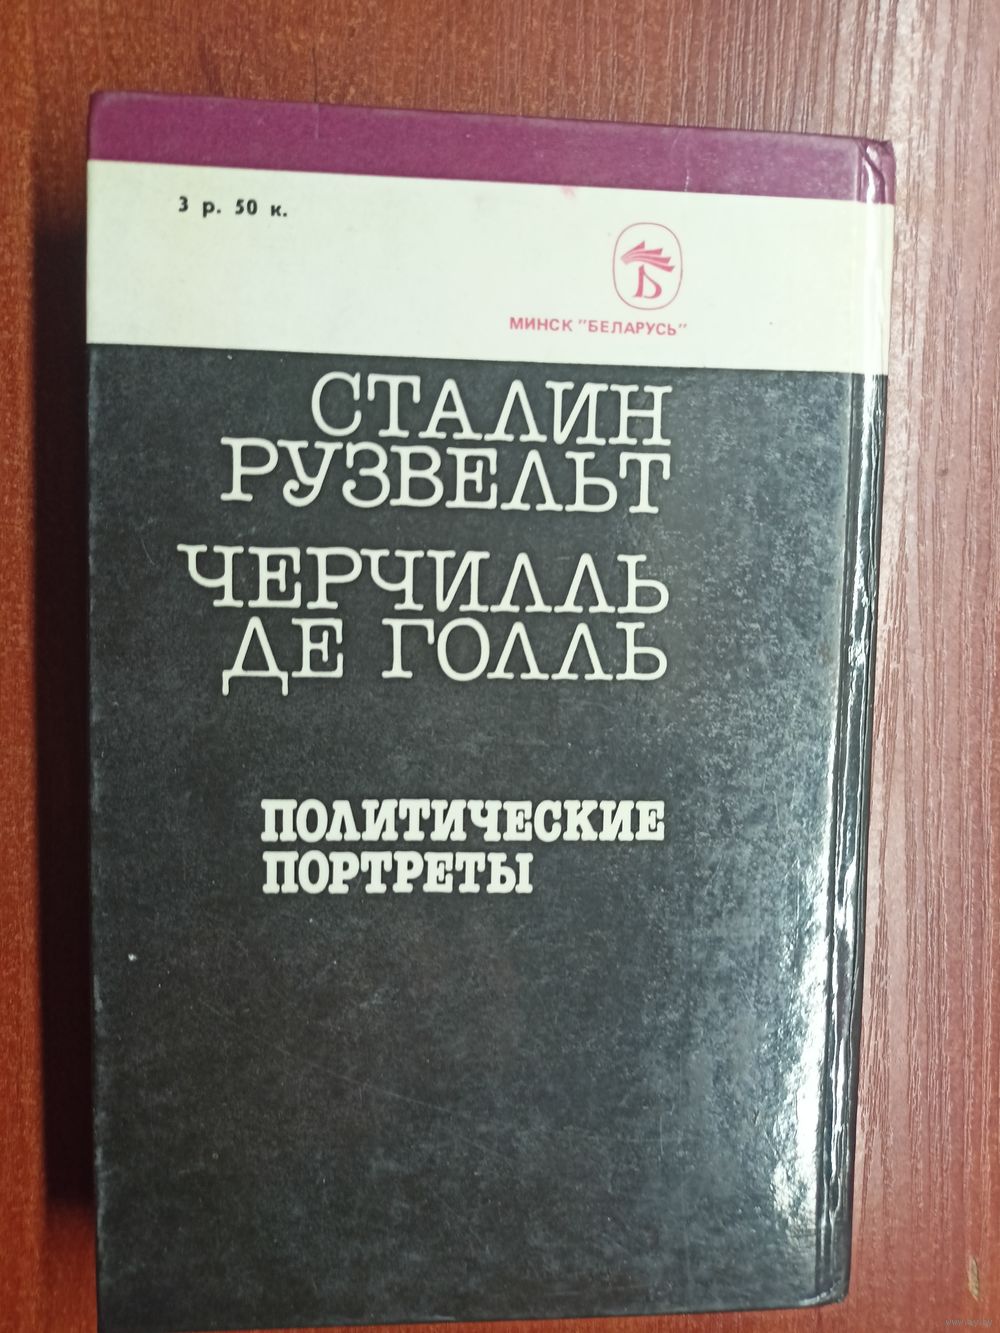 3 р. 50 к.
Б
МИНСК "БЕЛАРУСЬ"
СТАЛИН
РУЗВЕЛЬТ
ЧЕРЧИЛЛЬ
ДЕ ГОЛЛЬ
ПОЛИТИЧЕСКИЕ
ПОРТРЕТЫ